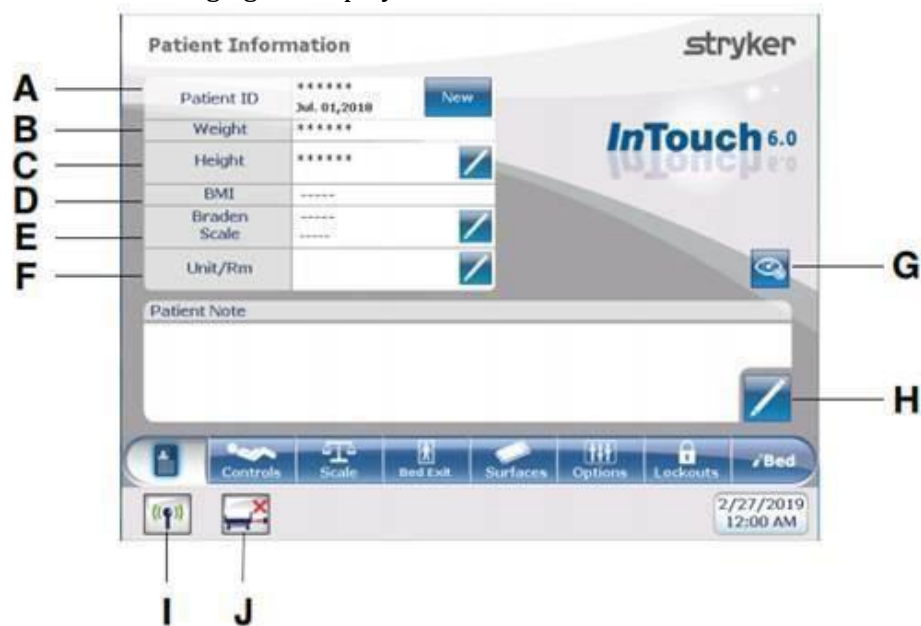 Patient Information
stryker
A
Patient ID
******
Jul. 01,2018
New
B
Weight
******
InTouch 6.0
C
Height
******
D
BMI
-----
E
Braden
Scale
-----
-----
F
Unit/Rm
G
Patient Note
H
Controls
Scale
Bed Exit
Surfaces
Options
Lockouts
iBed
2/27/2019
12:00 AM
I
J